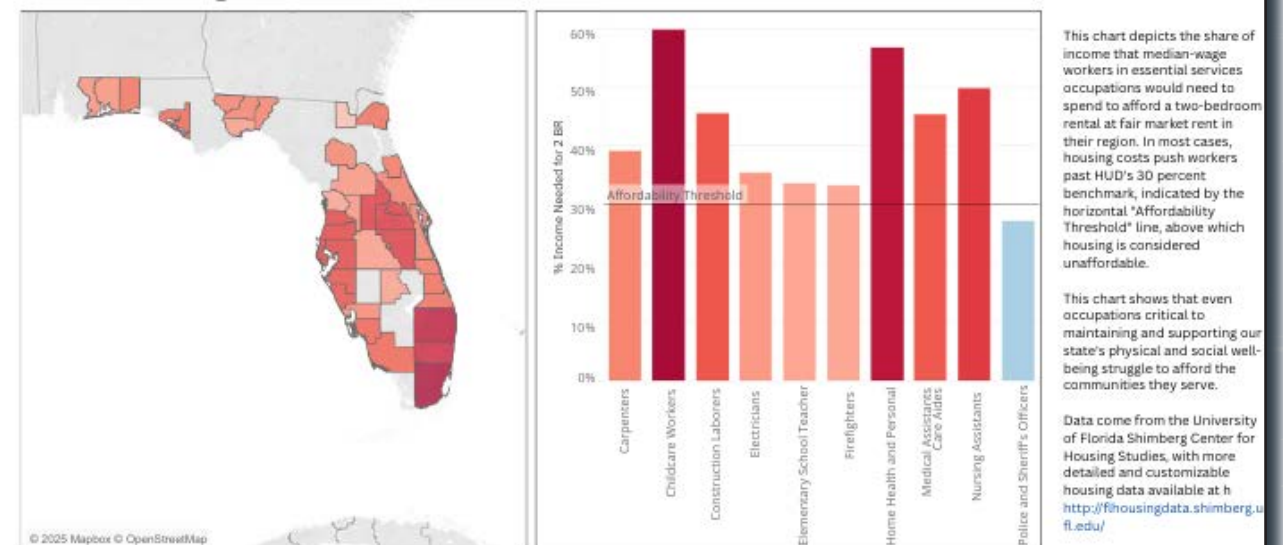 © 2025 Mapbox © OpenStreetMap
% Income Needed for 2 BR
60%
50%
40%
30%
20%
10%
0%
Affordability Threshold
Carpenters
Childcare Workers
Construction Laborers
Electricians
Elementary School Teacher
Firefighters
Home Health and Personal
Care Aides
Medical Assistants
Nursing Assistants
Police and Sheriff's Officers
This chart depicts the share of
income that median-wage
workers in essential services
occupations would need to
spend to afford a two-bedroom
rental at fair market rent in
their region. In most cases,
housing costs push workers
past HUD's 30 percent
benchmark, indicated by the
horizontal "Affordability
Threshold" line, above which
housing is considered
unaffordable.
This chart shows that even
occupations critical to
maintaining and supporting our
state's physical and social well-
being struggle to afford the
communities they serve.
Data come from the University
of Florida Shimberg Center for
Housing Studies, with more
detailed and customizable
housing data available at h
http://flhousingdata.shimberg.u
fl.edu/